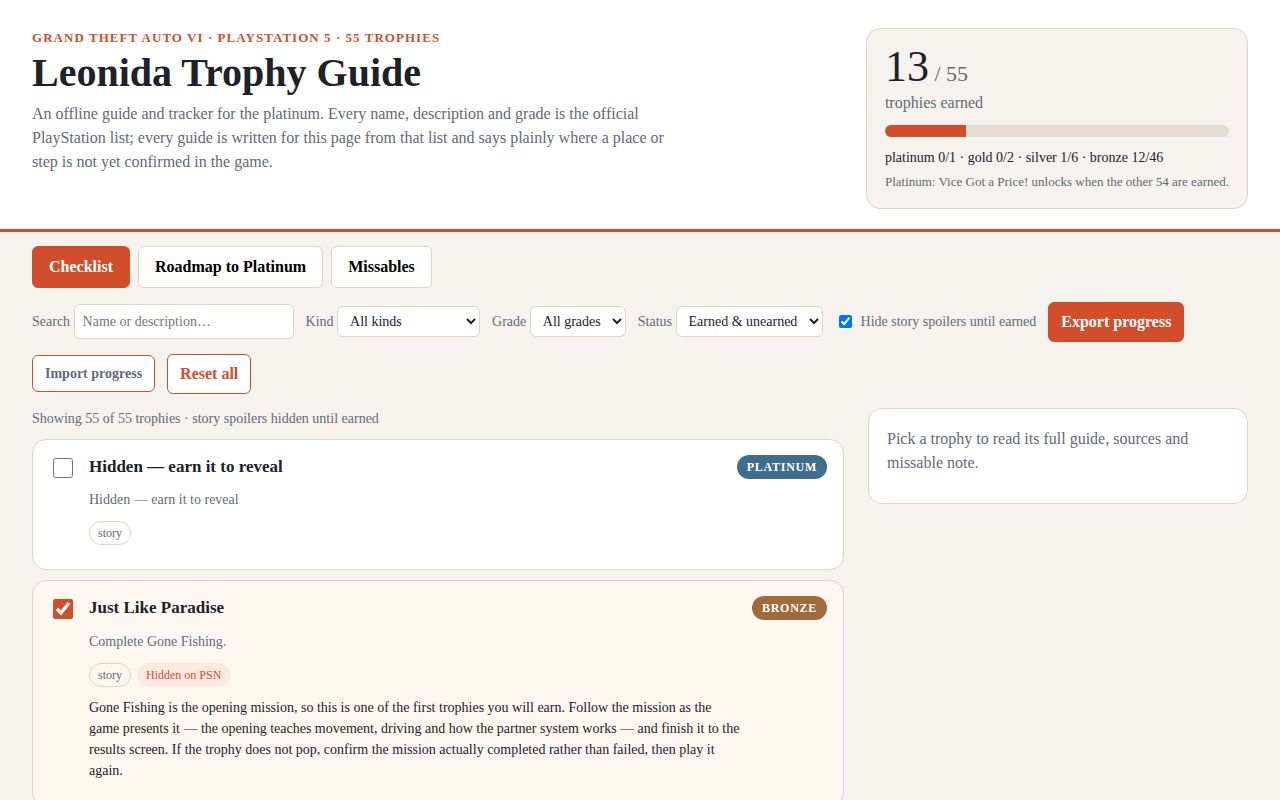 GRAND THEFT AUTO VI · PLAYSTATION 5 · 55 TROPHIES
Leonida Trophy Guide
An offline guide and tracker for the platinum. Every name, description and grade is the official
PlayStation list; every guide is written for this page from that list and says plainly where a place or
step is not yet confirmed in the game.
13 / 55
trophies earned
platinum 0/1 · gold 0/2 · silver 1/6 · bronze 12/46
Platinum: Vice Got a Price! unlocks when the other 54 are earned.
Checklist
Roadmap to Platinum
Missables
Search
Name or description…
Kind
All kinds
Grade
All grades
Status
Earned & unearned
Hide story spoilers until earned
Export progress
Import progress
Reset all
Showing 55 of 55 trophies · story spoilers hidden until earned
Hidden — earn it to reveal
PLATINUM
Hidden — earn it to reveal
story
Just Like Paradise
BRONZE
Complete Gone Fishing.
story
Hidden on PSN
Gone Fishing is the opening mission, so this is one of the first trophies you will earn. Follow the mission as the
game presents it — the opening teaches movement, driving and how the partner system works — and finish it to the
results screen. If the trophy does not pop, confirm the mission actually completed rather than failed, then play it
again.
Pick a trophy to read its full guide, sources and
missable note.